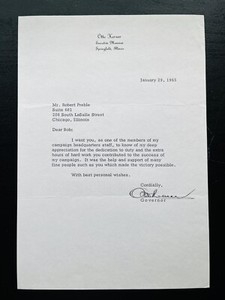 Otto Kerner
Executive Mansion
Springfield, Illinois
January 20, 1965
Mr. Robert Perkle
Suite 601
208 South LaSalle Street
Chicago, Illinois
Dear Bob:
I want you, as one of the members of my
campaign headquarters staff, to know of my deep
appreciation for the dedication to duty and the extra
hours of hard work you contributed to the success of
my campaign. It was the help and support of many
fine people such as you which made the victory possible.
With best personal wishes.
Cordially,
Governor